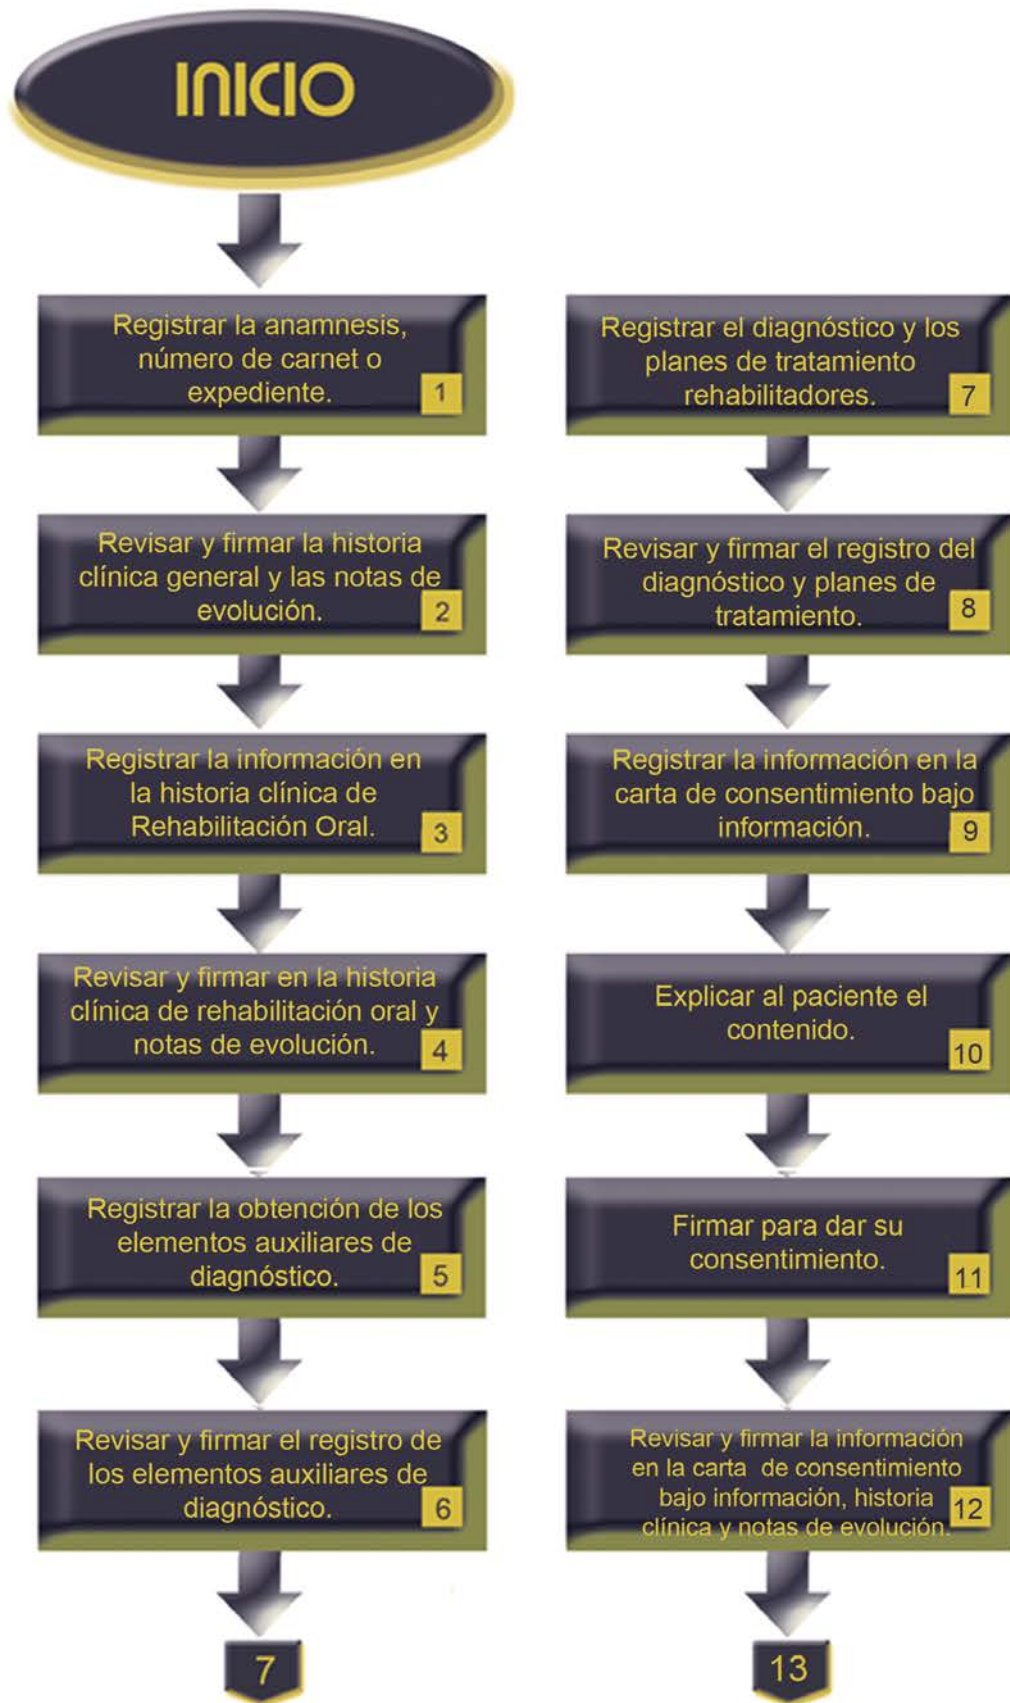 INICIO
Registrar la anamnesis,
número de carnet o
expediente.
1
Revisar y firmar la historia
clínica general y las notas de
evolución.
2
Registrar la información en
la historia clínica de
Rehabilitación Oral.
3
Revisar y firmar en la historia
clínica de rehabilitación oral y
notas de evolución.
4
Registrar la obtención de los
elementos auxiliares de
diagnóstico.
5
Revisar y firmar el registro de
los elementos auxiliares de
diagnóstico.
6
7
Registrar el diagnóstico y los
planes de tratamiento
rehabilitadores.
7
Revisar y firmar el registro del
diagnóstico y planes de
tratamiento.
8
Registrar la información en la
carta de consentimiento bajo
información.
9
Explicar al paciente el
contenido.
10
Firmar para dar su
consentimiento.
11
Revisar y firmar la información
en la carta de consentimiento
bajo información, historia
clínica y notas de evolución.
12
13